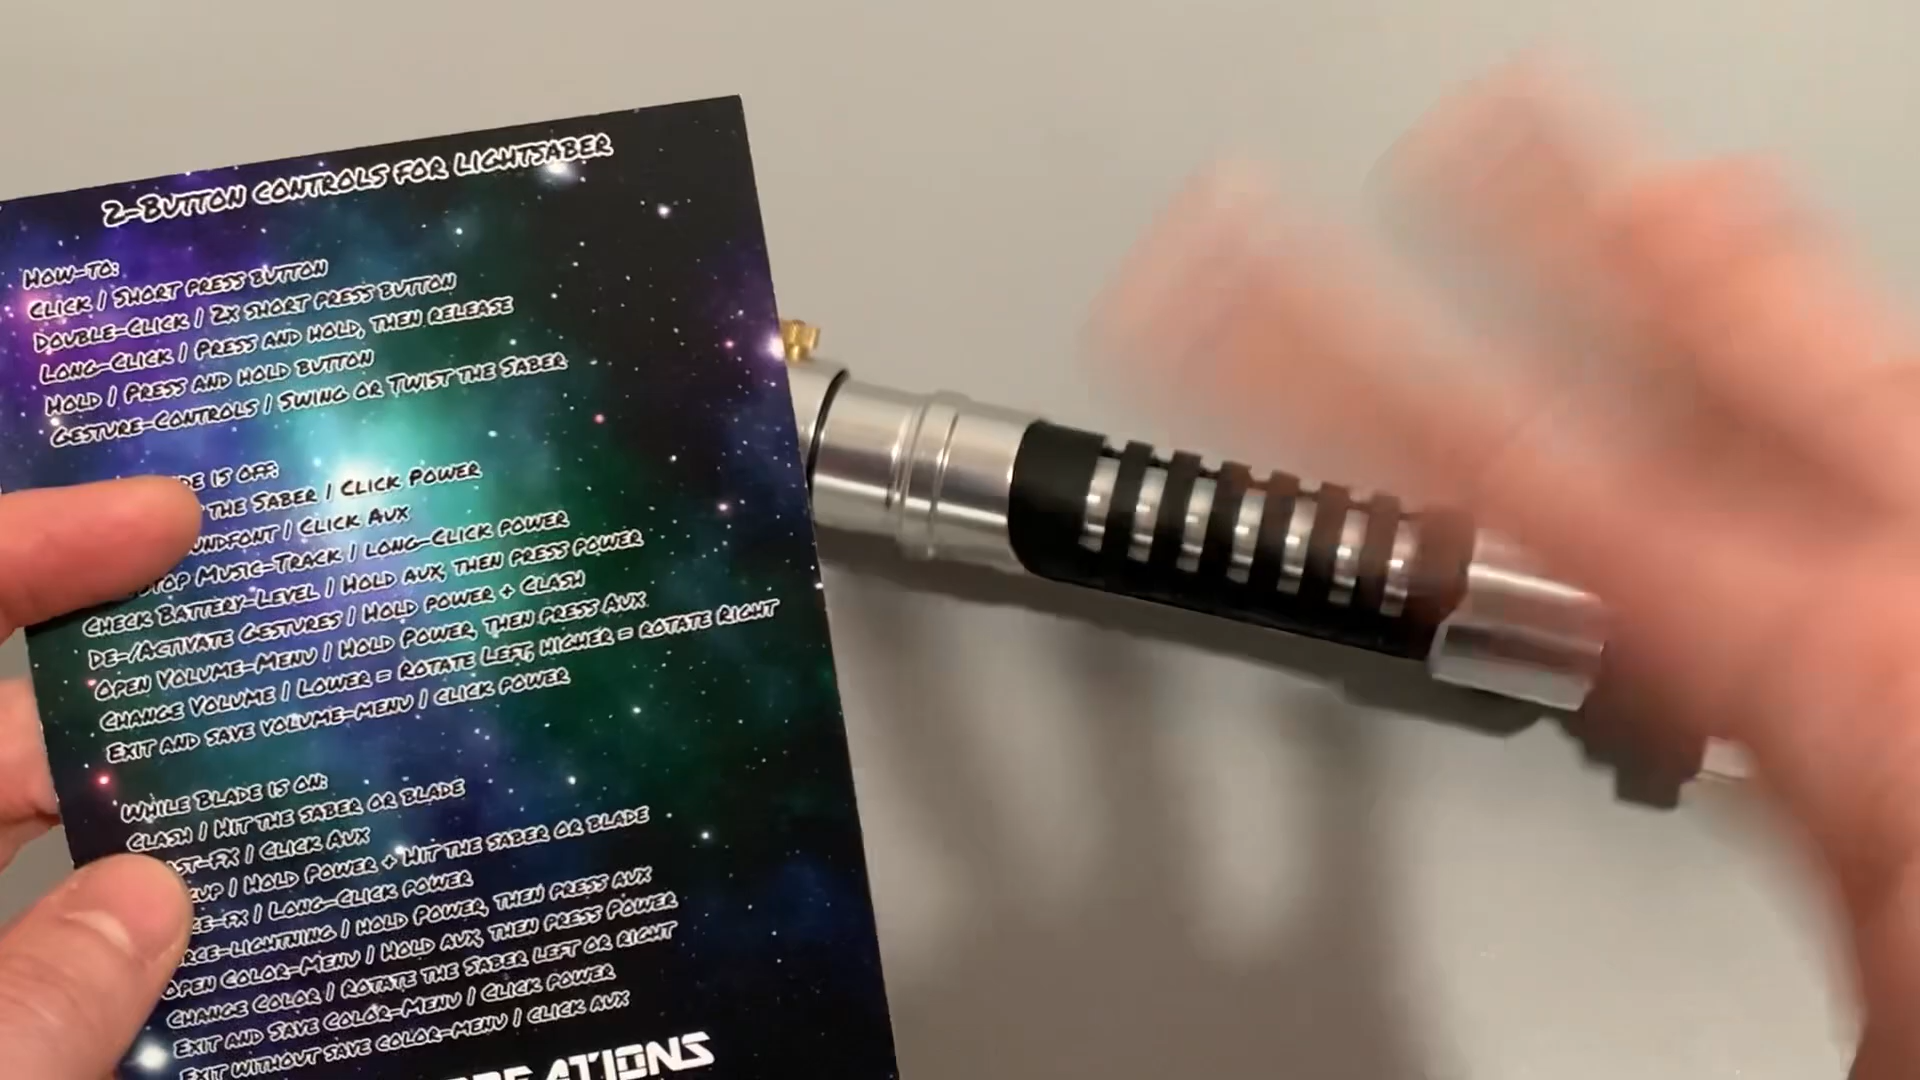 2-Button controls for lightsaber
How-to:
Click / Short press button
Double-Click / 2x short press button
Long-Click / Press and hold, then release
Hold / Press and hold button
Gesture-Controls / Swing or Twist the Saber
is off:
the Saber / Click Power
/ Click Aux
Music-Track / long-Click power
Check Battery-Level / Hold aux, then press power
De-/Activate Gestures / Hold power + Clash
Open Volume-Menu / Hold Power, then press Aux
Change Volume / Lower = Rotate Left, higher = rotate Right
Exit and save volume-menu / click power
While Blade is on:
Clash / Hit the saber or blade
/ Click Aux
/ Hold Power + Hit the saber or blade
/ Long-Click power
/ hold Power, then press aux
Open Color-Menu / Hold aux, then press Power
Change Color / Rotate the Saber left or right
Exit and Save Color-Menu / Click power
Exit without save color-menu / click aux